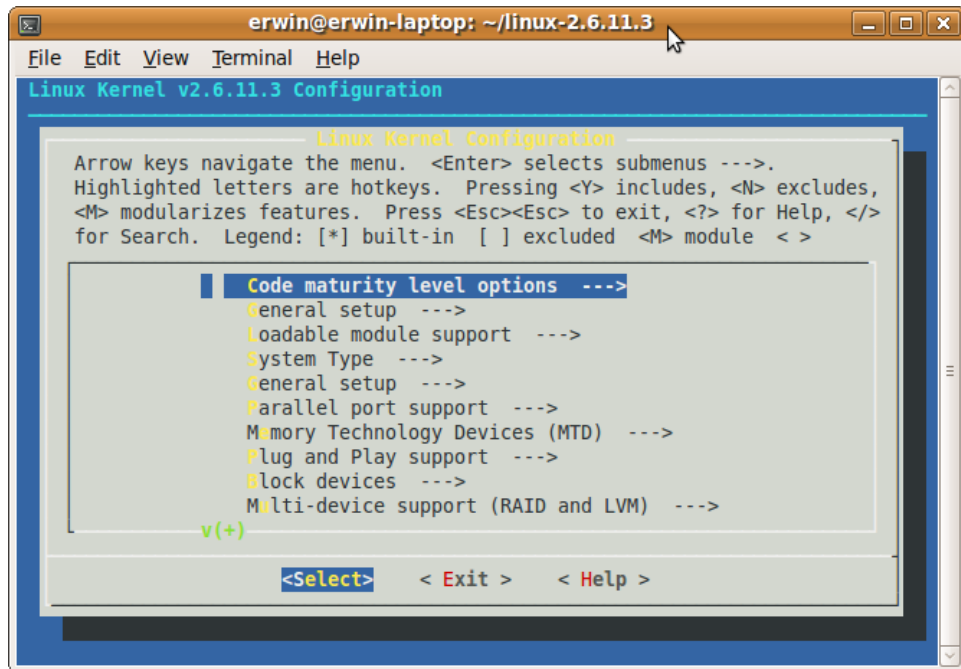 erwin@erwin-laptop: ~/linux-2.6.11.3
File Edit View Terminal Help
Linux Kernel v2.6.11.3 Configuration
Linux Kernel Configuration
Arrow keys navigate the menu. <Enter> selects submenus --->.
Highlighted letters are hotkeys. Pressing <Y> includes, <N> excludes,
<M> modularizes features. Press <Esc><Esc> to exit, <?> for Help, </>
for Search. Legend: [*] built-in [ ] excluded <M> module < >
Code maturity level options --->
General setup --->
Loadable module support --->
System Type --->
General setup --->
Parallel port support --->
Memory Technology Devices (MTD) --->
Plug and Play support --->
Block devices --->
Multi-device support (RAID and LVM) --->
v(+)
<Select> < Exit > < Help >